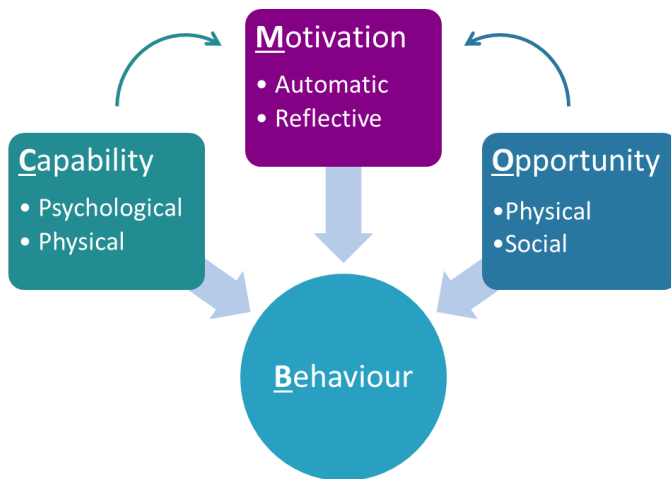 Motivation
• Automatic
• Reflective
Capability
• Psychological
• Physical
Opportunity
•Physical
•Social
Behaviour